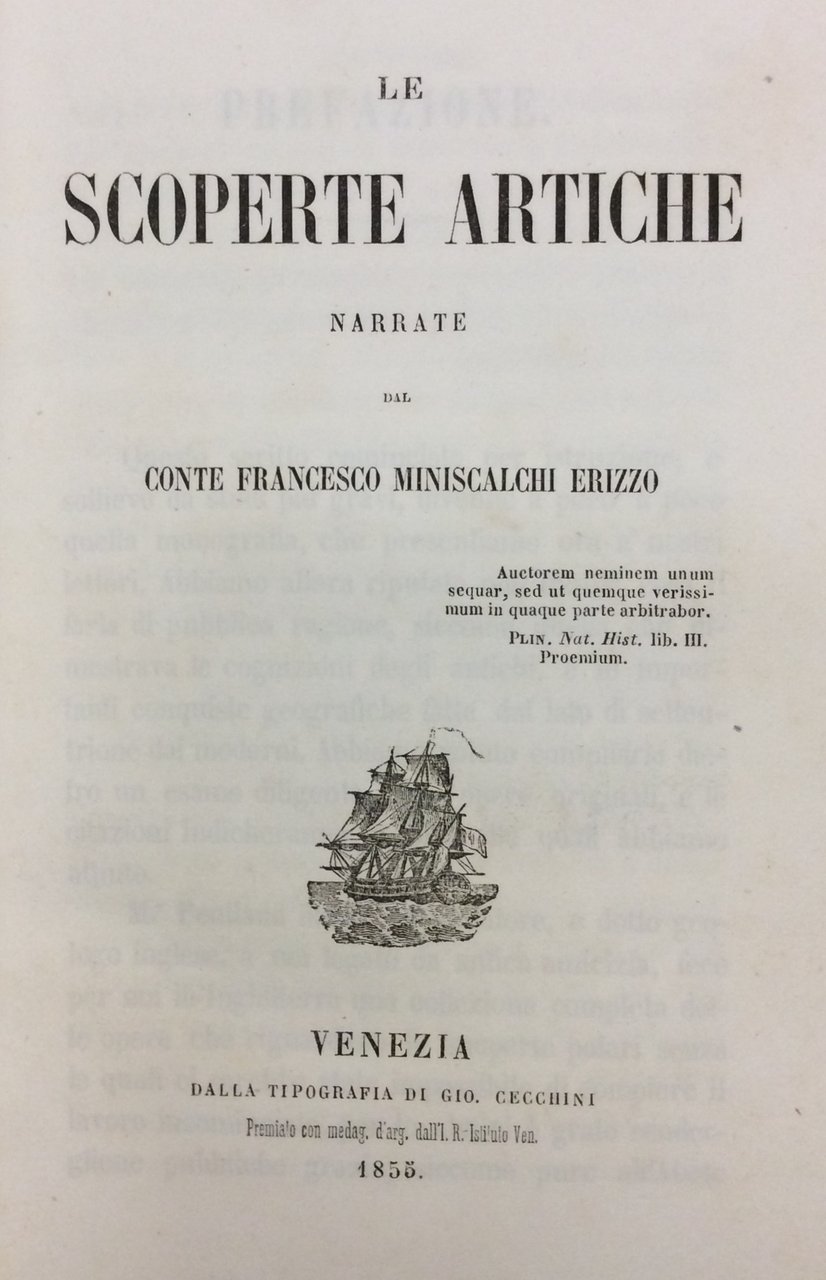 LE
SCOPERTE ARTICHE
NARRATE
DAL
CONTE FRANCESCO MINISCALCHI ERIZZO
Auctorem neminem unum
sequar, sed ut quemque verissi-
mum in quaque parte arbitrabor.
PLIN. Nat. Hist. lib. III.
Proemium.
VENEZIA
DALLA TIPOGRAFIA DI GIO. CECCHINI
Premiato con medag. d'arg. dall'I. R. Istituto Ven.
1855.